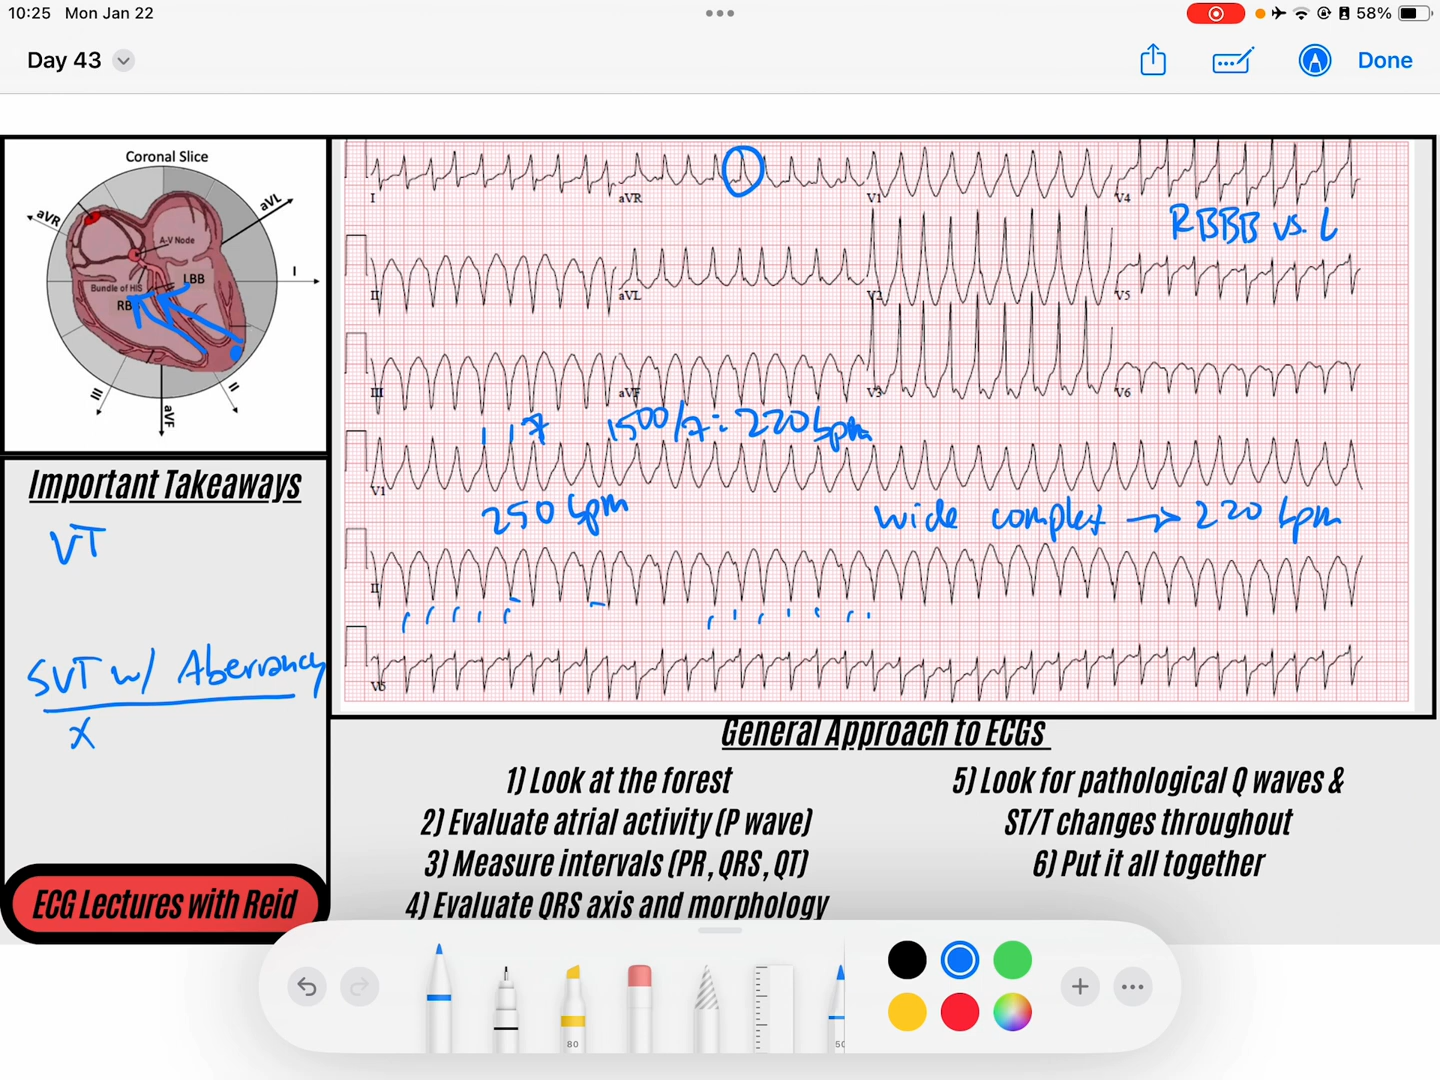 10:25 Mon Jan 22
58%
Day 43
Done
Coronal Slice
aVR
aVL
A-V Node
I
LBB
Bundle of HIS
RB
III
aVF
II
I
aVR
V1
V4
RBBB vs. L
II
aVL
V2
V5
III
aVF
V3
V6
7 1500/7 = 220 bpm
V1
250 bpm
wide complex → 220 bpm
II
V5
Important Takeaways
VT
SVT w/ Aberrancy
X
ECG Lectures with Reid
General Approach to ECGs
1) Look at the forest
2) Evaluate atrial activity (P wave)
3) Measure intervals (PR, QRS, QT)
4) Evaluate QRS axis and morphology
5) Look for pathological Q waves &
ST/T changes throughout
6) Put it all together
80
50